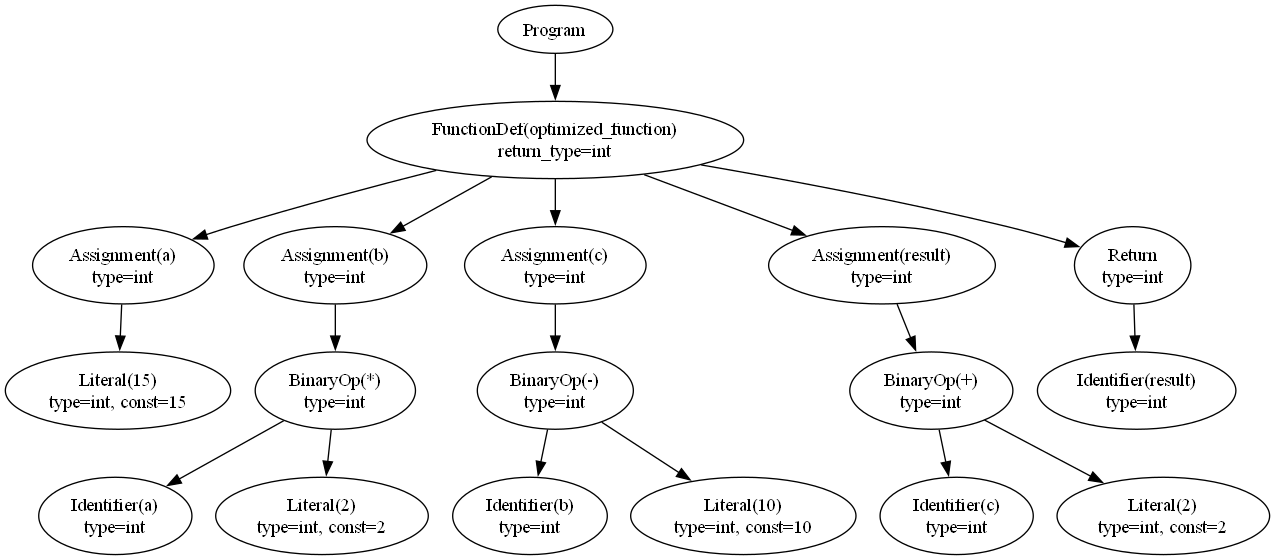 Program
FunctionDef(optimized_function)
return_type=int
Assignment(a)
type=int
Assignment(b)
type=int
Assignment(c)
type=int
Assignment(result)
type=int
Return
type=int
Literal(15)
type=int, const=15
BinaryOp(*)
type=int
BinaryOp(-)
type=int
BinaryOp(+)
type=int
Identifier(result)
type=int
Identifier(a)
type=int
Literal(2)
type=int, const=2
Identifier(b)
type=int
Literal(10)
type=int, const=10
Identifier(c)
type=int
Literal(2)
type=int, const=2